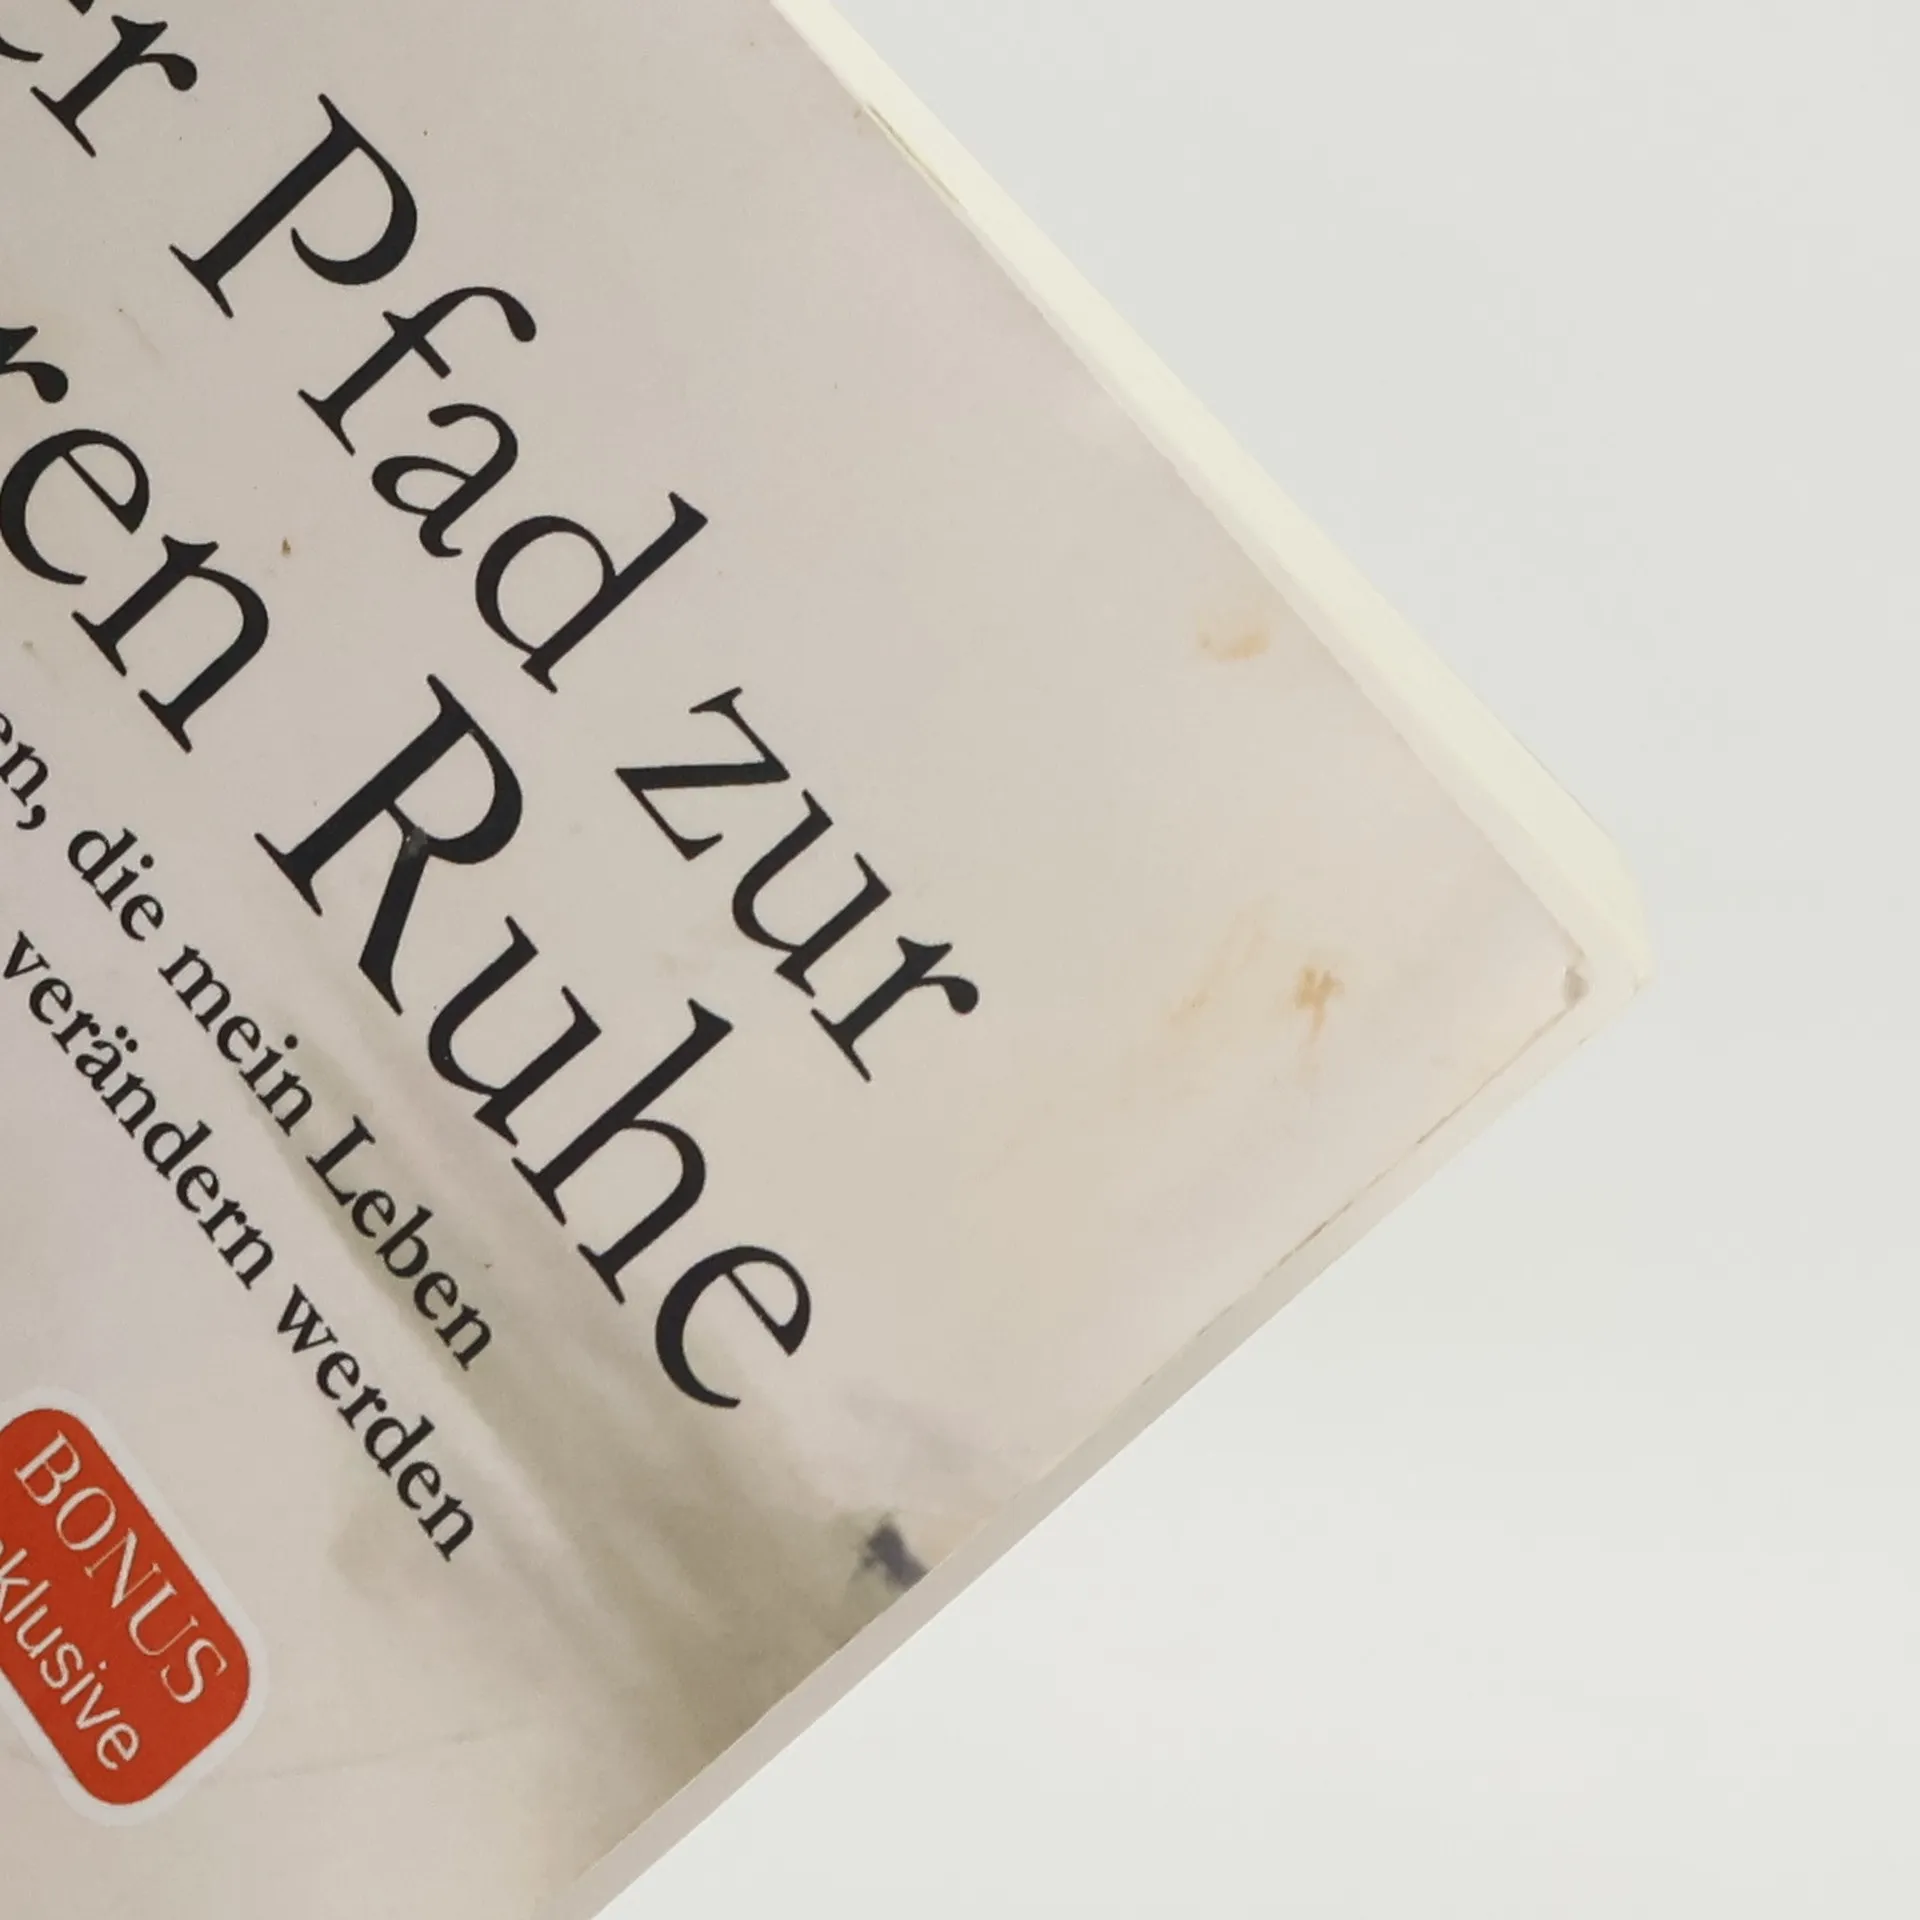 er Pfad zur
ren Ruhe
en, die mein Leben
verändern werden
BONUS
klusive